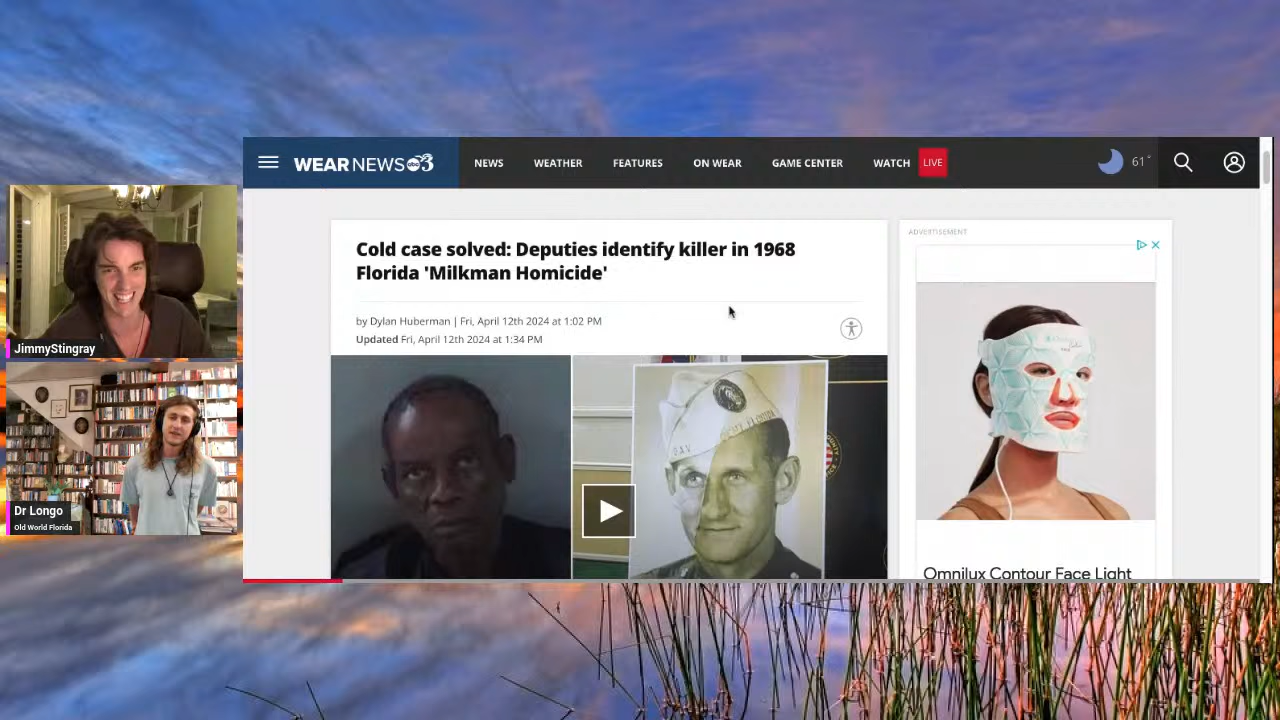 WEAR NEWS abc 3
NEWS
WEATHER
FEATURES
ON WEAR
GAME CENTER
WATCH
LIVE
61°
Cold case solved: Deputies identify killer in 1968
Florida 'Milkman Homicide'
by Dylan Huberman | Fri, April 12th 2024 at 1:02 PM
Updated Fri, April 12th 2024 at 1:34 PM
ADVERTISEMENT
D.A.V.
Omnilux Contour Face Light
JimmyStingray
Dr Longo
Old World Florida